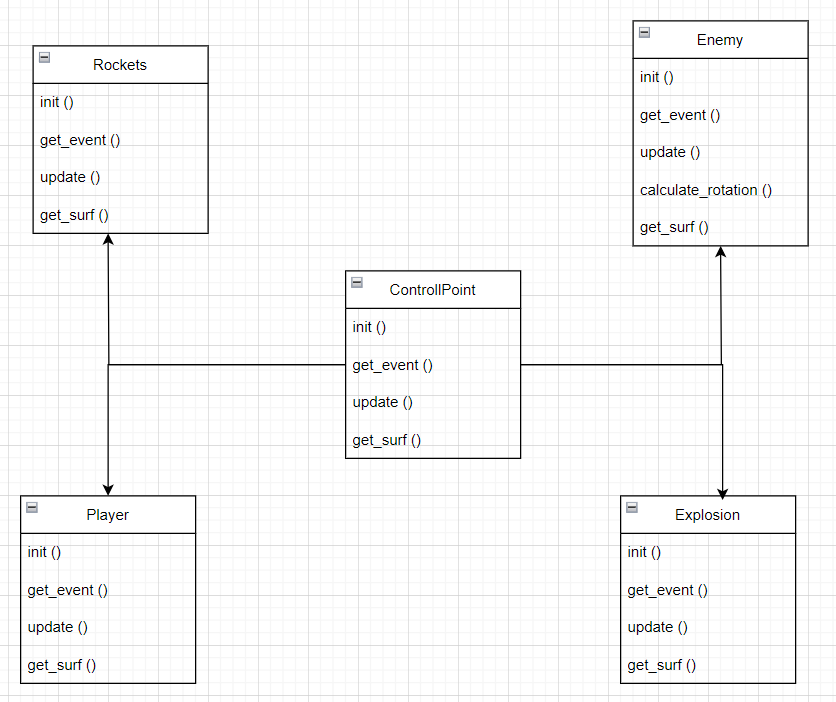 Rockets
init ()
get_event ()
update ()
get_surf ()
Enemy
init ()
get_event ()
update ()
calculate_rotation ()
get_surf ()
ControllPoint
init ()
get_event ()
update ()
get_surf ()
Player
init ()
get_event ()
update ()
get_surf ()
Explosion
init ()
get_event ()
update ()
get_surf ()